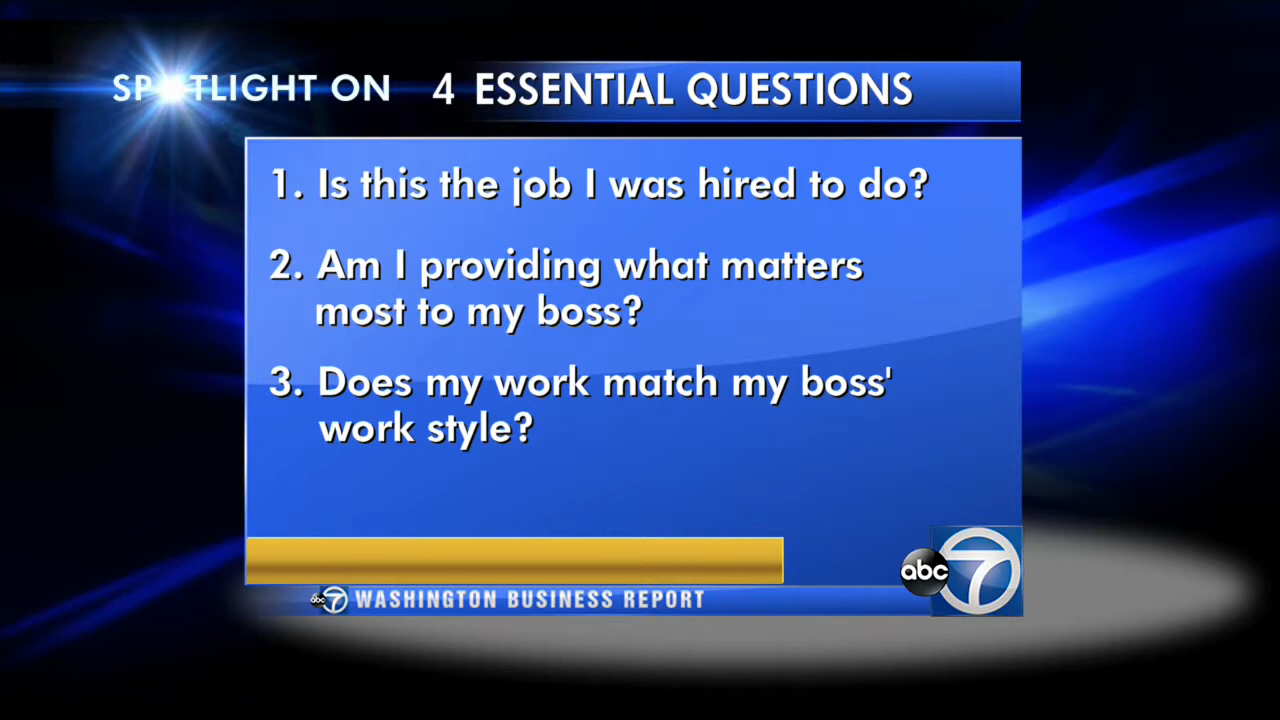 SPOTLIGHT ON 4 ESSENTIAL QUESTIONS
1. Is this the job I was hired to do?
2. Am I providing what matters
most to my boss?
3. Does my work match my boss'
work style?
abc 7
abc 7 WASHINGTON BUSINESS REPORT